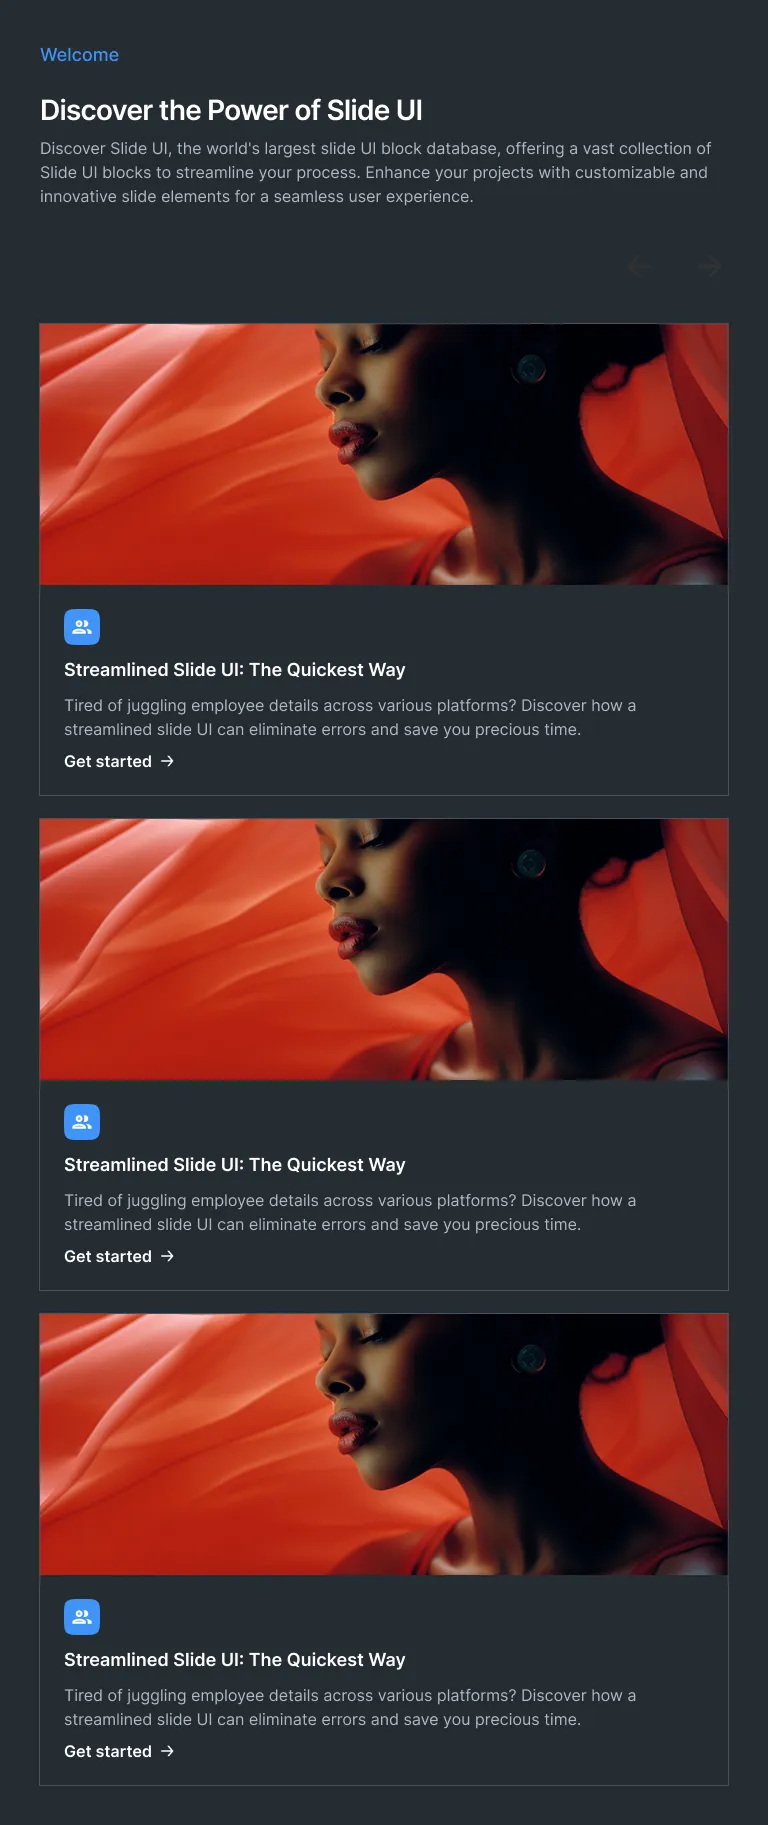 Welcome
Discover the Power of Slide UI
Discover Slide UI, the world's largest slide UI block database, offering a vast collection of
Slide UI blocks to streamline your process. Enhance your projects with customizable and
innovative slide elements for a seamless user experience.
Streamlined Slide UI: The Quickest Way
Tired of juggling employee details across various platforms? Discover how a
streamlined slide UI can eliminate errors and save you precious time.
Get started
Streamlined Slide UI: The Quickest Way
Tired of juggling employee details across various platforms? Discover how a
streamlined slide UI can eliminate errors and save you precious time.
Get started
Streamlined Slide UI: The Quickest Way
Tired of juggling employee details across various platforms? Discover how a
streamlined slide UI can eliminate errors and save you precious time.
Get started